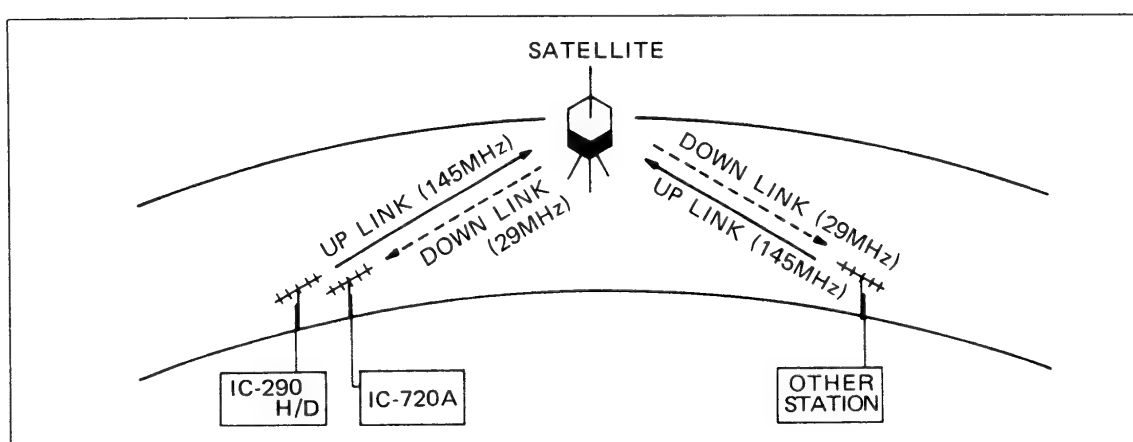 SATELLITE
UP LINK (145MHz)
DOWN LINK
(29MHz)
DOWN LINK (29MHz)
UP LINK (145MHz)
IC-290
H/D
IC-720A
OTHER
STATION